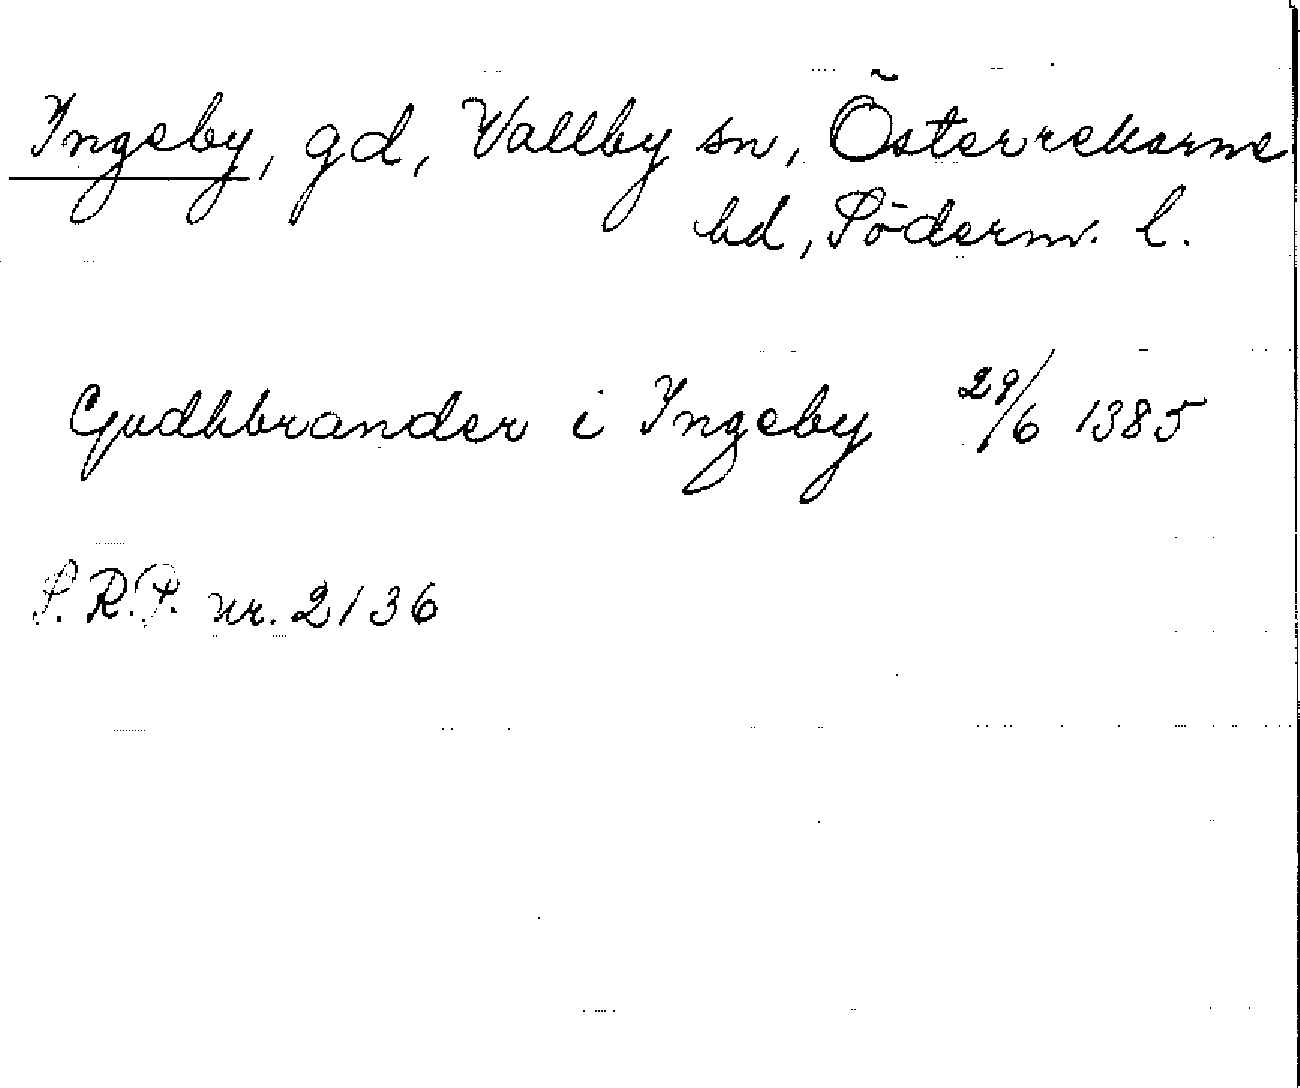 Ingeby, gd, Vallby sn, Österrekarne
hd, Söderm. l.
Gudhbrander i Ingeby 29/6 1385
S.R.P. nr. 2136